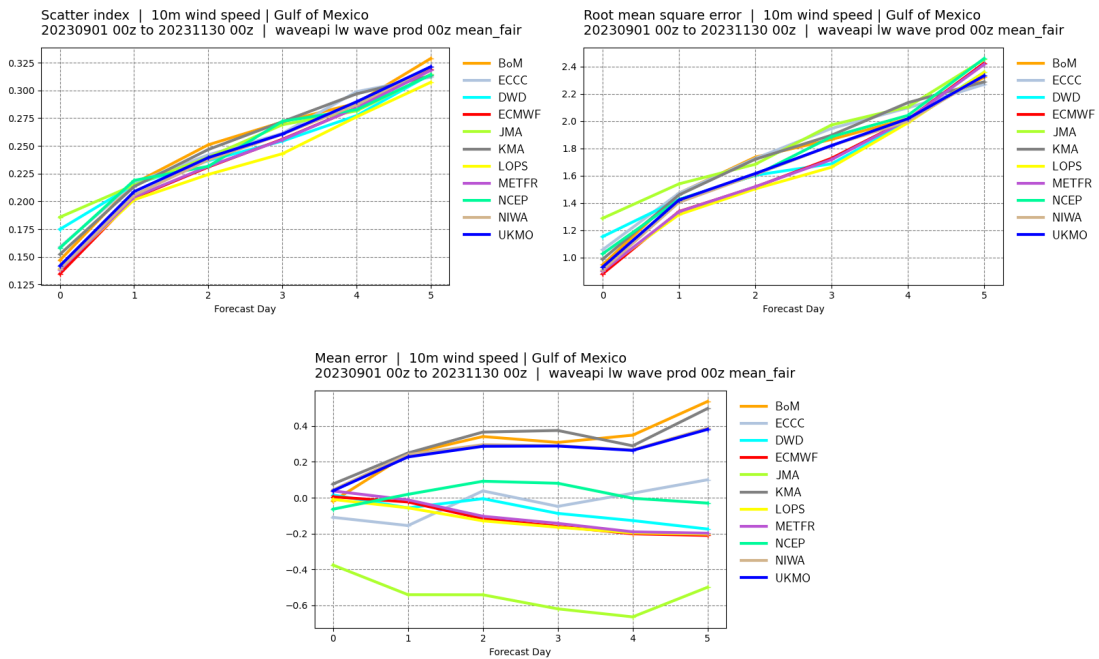 Scatter index | 10m wind speed | Gulf of Mexico
20230901 00z to 20231130 00z | waveapi lw wave prod 00z mean_fair
0.325
0.300
0.275
0.250
0.225
0.200
0.175
0.150
0.125
0 1 2 3 4 5
Forecast Day
BoM
ECCC
DWD
ECMWF
JMA
KMA
LOPS
METFR
NCEP
NIWA
UKMO
Root mean square error | 10m wind speed | Gulf of Mexico
20230901 00z to 20231130 00z | waveapi lw wave prod 00z mean_fair
2.4
2.2
2.0
1.8
1.6
1.4
1.2
1.0
0 1 2 3 4 5
Forecast Day
BoM
ECCC
DWD
ECMWF
JMA
KMA
LOPS
METFR
NCEP
NIWA
UKMO
Mean error | 10m wind speed | Gulf of Mexico
20230901 00z to 20231130 00z | waveapi lw wave prod 00z mean_fair
0.4
0.2
0.0
−0.2
−0.4
−0.6
0 1 2 3 4 5
Forecast Day
BoM
ECCC
DWD
ECMWF
JMA
KMA
LOPS
METFR
NCEP
NIWA
UKMO